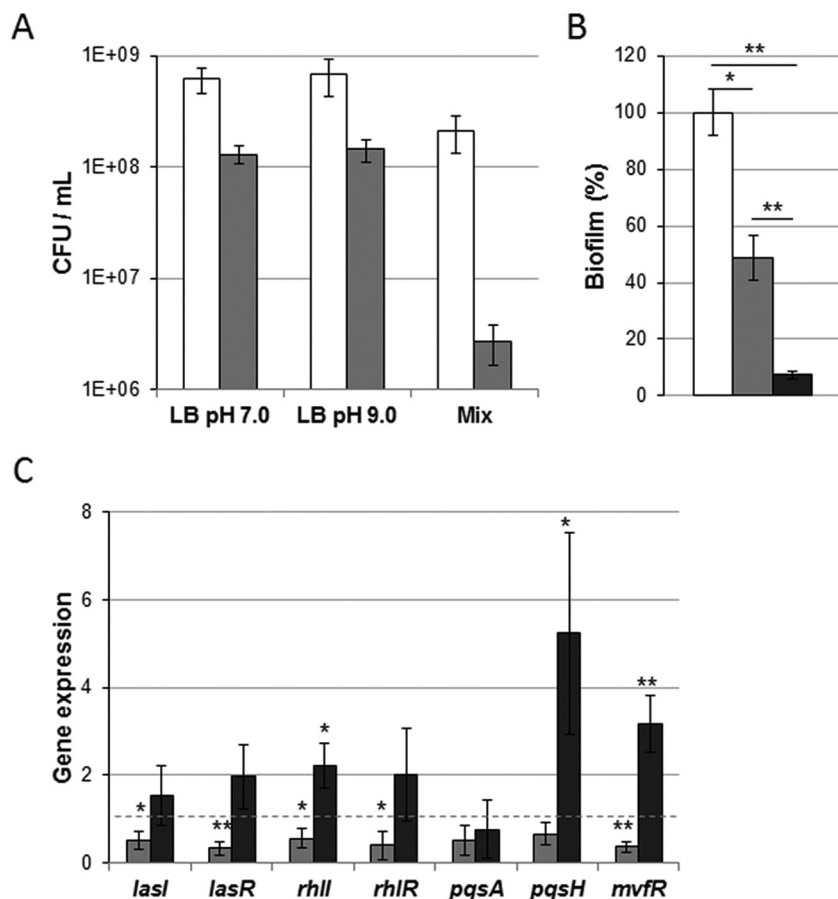 A
CFU / mL
1E+09
1E+08
1E+07
1E+06
LB pH 7.0 LB pH 9.0 Mix
B
Biofilm (%)
120
100
80
60
40
20
0
**
*
**
C
Gene expression
8
6
4
2
0
* ** * * * * ** **
lasI lasR rhlI rhlR pqsA pqsH mvfR